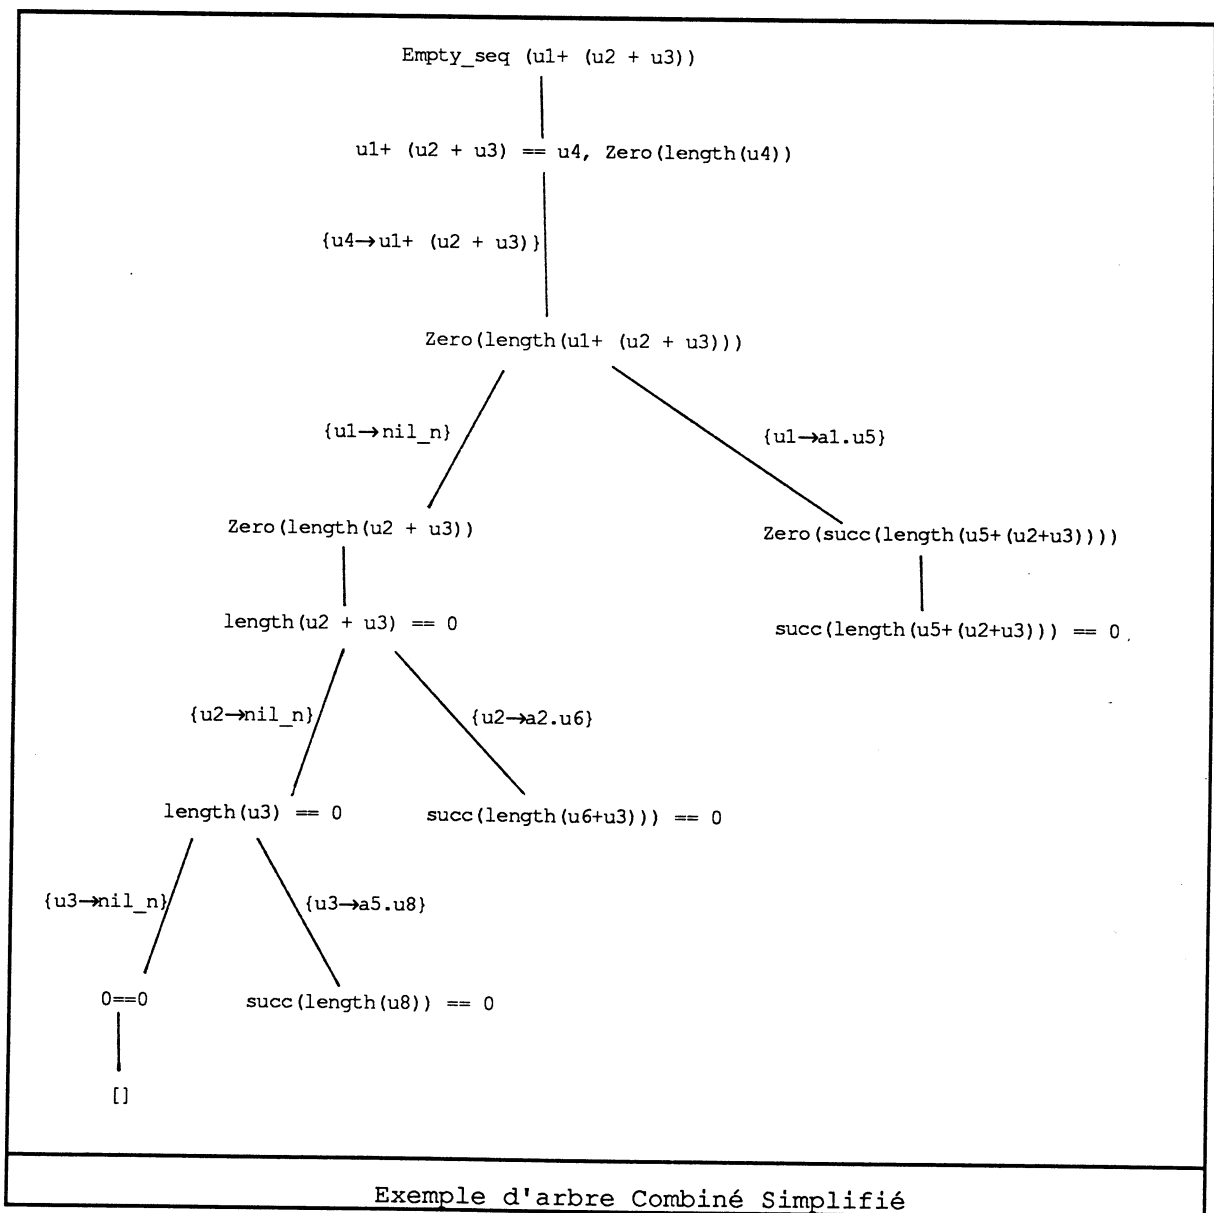 Empty_seq (u1+ (u2 + u3))
u1+ (u2 + u3) == u4, Zero(length(u4))
{u4→u1+ (u2 + u3)}
Zero(length(u1+ (u2 + u3)))
{u1→nil_n}
{u1→a1.u5}
Zero(length(u2 + u3))
Zero(succ(length(u5+(u2+u3))))
length(u2 + u3) == 0
succ(length(u5+(u2+u3))) == 0
{u2→nil_n}
{u2→a2.u6}
length(u3) == 0
succ(length(u6+u3))) == 0
{u3→nil_n}
{u3→a5.u8}
0==0
succ(length(u8)) == 0
[]
Exemple d'arbre Combiné Simplifié